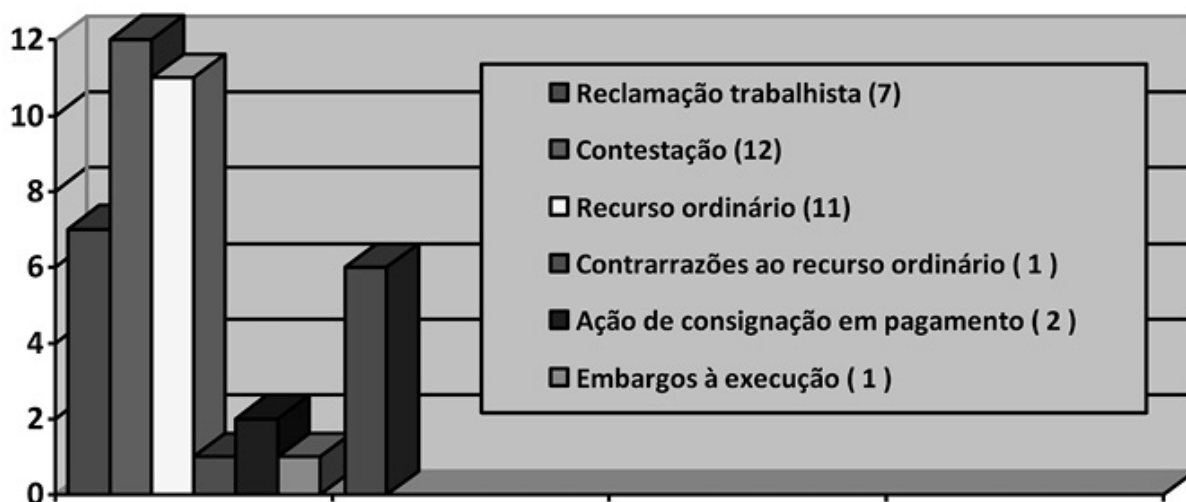 12
10
8
6
4
2
0
Reclamação trabalhista (7)
Contestação (12)
Recurso ordinário (11)
Contrarrazões ao recurso ordinário ( 1 )
Ação de consignação em pagamento ( 2 )
Embargos à execução ( 1 )